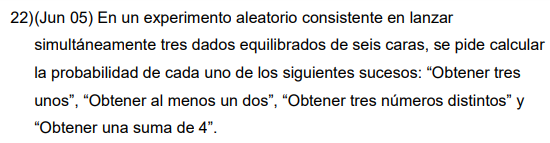 22)(Jun 05) En un experimento aleatorio consistente en lanzar
simultáneamente tres dados equilibrados de seis caras, se pide calcular
la probabilidad de cada uno de los siguientes sucesos: “Obtener tres
unos”, “Obtener al menos un dos”, “Obtener tres números distintos” y
“Obtener una suma de 4”.